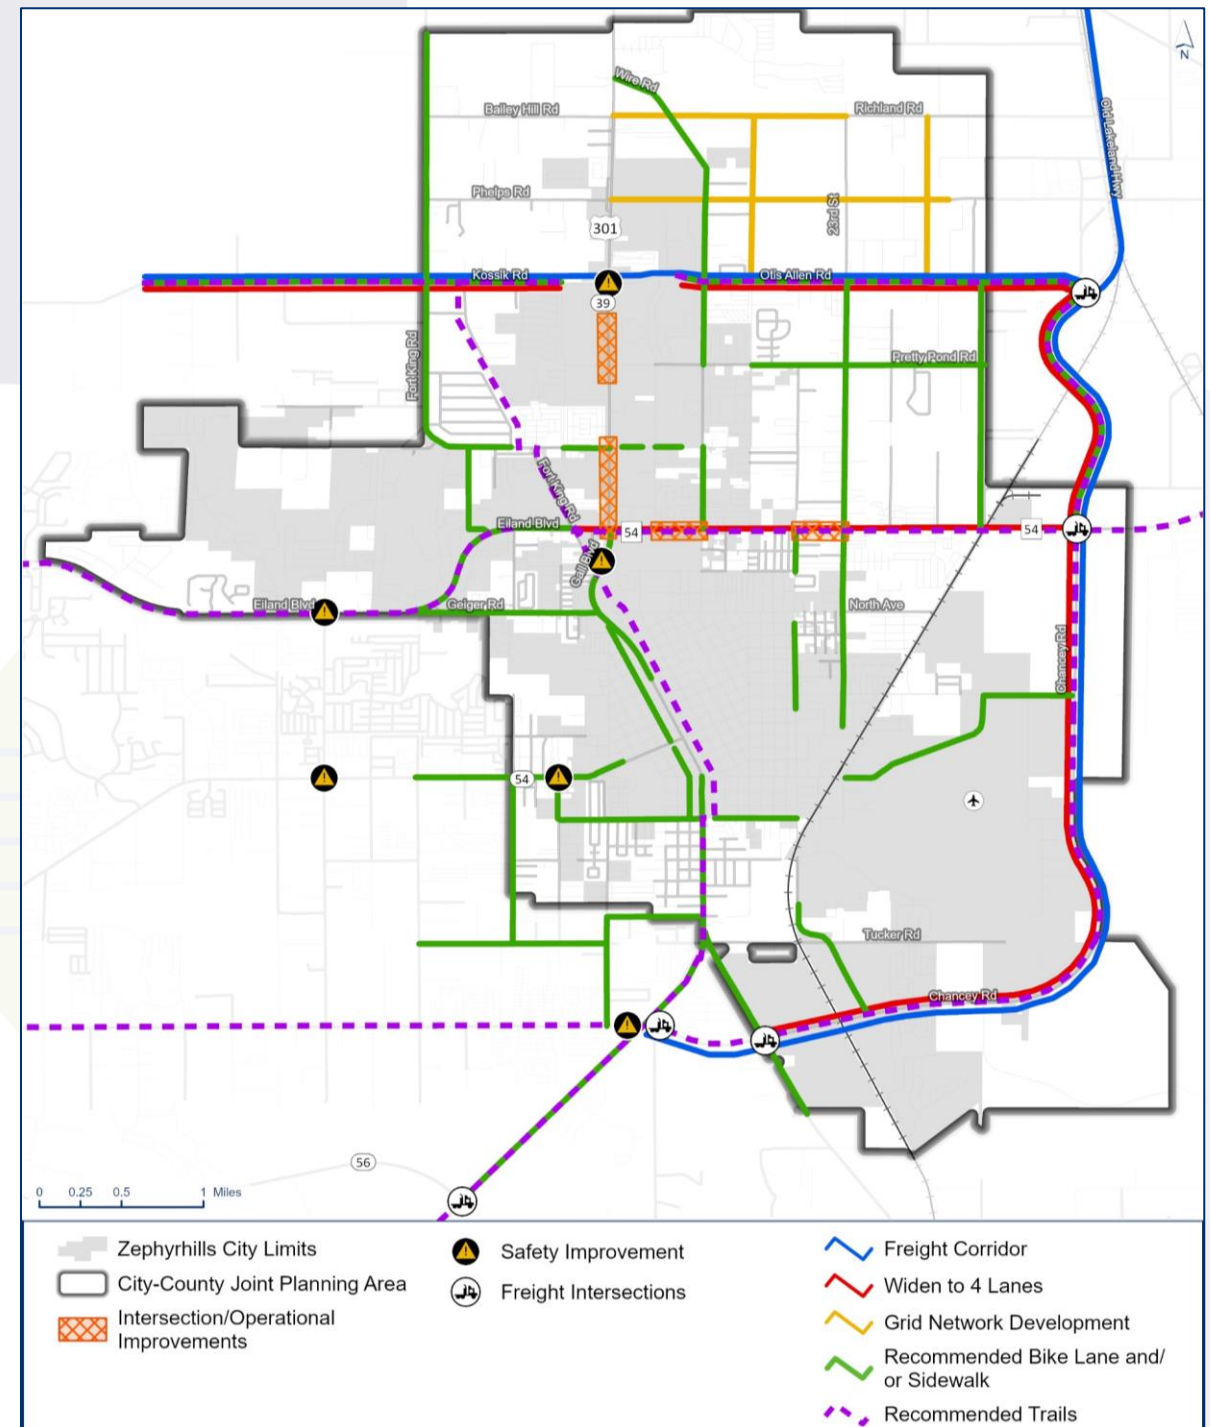 N
Wire Rd
Bailey Hill Rd
Richland Rd
Old Lakeland Hwy
Phelps Rd
23rd St
301
Kossik Rd
Otis Allen Rd
39
Fort King Rd
Pretty Pond Rd
Fort King Rd
Eiland Blvd
54
54
Gall Blvd
Eiland Blvd
Geiger Rd
North Ave
Chancey Rd
54
Tucker Rd
Chancey Rd
56
0 0.25 0.5 1 Miles
Zephyrhills City Limits
City-County Joint Planning Area
Intersection/Operational
Improvements
Safety Improvement
Freight Intersections
Freight Corridor
Widen to 4 Lanes
Grid Network Development
Recommended Bike Lane and/
or Sidewalk
Recommended Trails